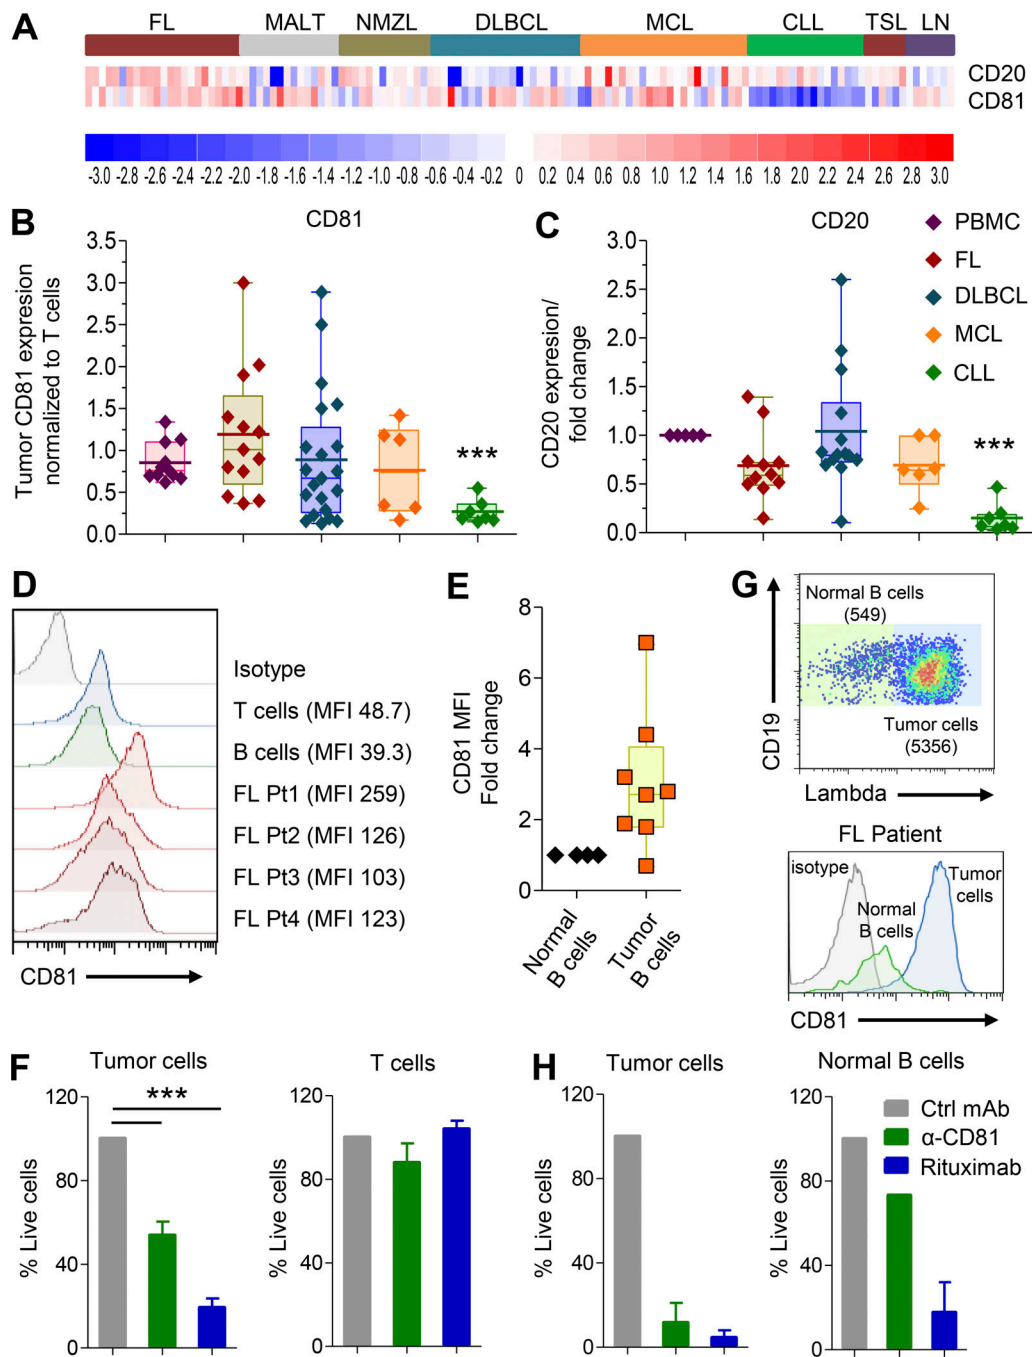 A
FL MALT NMZL DLBCL MCL CLL TSL LN
CD20
CD81
-3.0 -2.8 -2.6 -2.4 -2.2 -2.0 -1.8 -1.6 -1.4 -1.2 -1.0 -0.8 -0.6 -0.4 -0.2 0 0.2 0.4 0.6 0.8 1.0 1.2 1.4 1.6 1.8 2.0 2.2 2.4 2.6 2.8 3.0
B
CD81
Tumor CD81 expresion
normalized to T cells
3.5
3.0
2.5
2.0
1.5
1.0
0.5
0.0
***
C
CD20
CD20 expresion/
fold change
3.0
2.5
2.0
1.5
1.0
0.5
0.0
***
PBMC
FL
DLBCL
MCL
CLL
D
Isotype
T cells (MFI 48.7)
B cells (MFI 39.3)
FL Pt1 (MFI 259)
FL Pt2 (MFI 126)
FL Pt3 (MFI 103)
FL Pt4 (MFI 123)
CD81
E
CD81 MFI
Fold change
8
6
4
2
0
Normal
B cells
Tumor
B cells
G
Normal B cells
(549)
Tumor cells
(5356)
CD19
Lambda
FL Patient
isotype
Normal
B cells
Tumor
cells
CD81
F
Tumor cells
***
% Live cells
120
80
40
0
T cells
% Live cells
120
80
40
0
H
Tumor cells
% Live cells
120
80
40
0
Normal B cells
% Live cells
120
80
40
0
Ctrl mAb
α-CD81
Rituximab